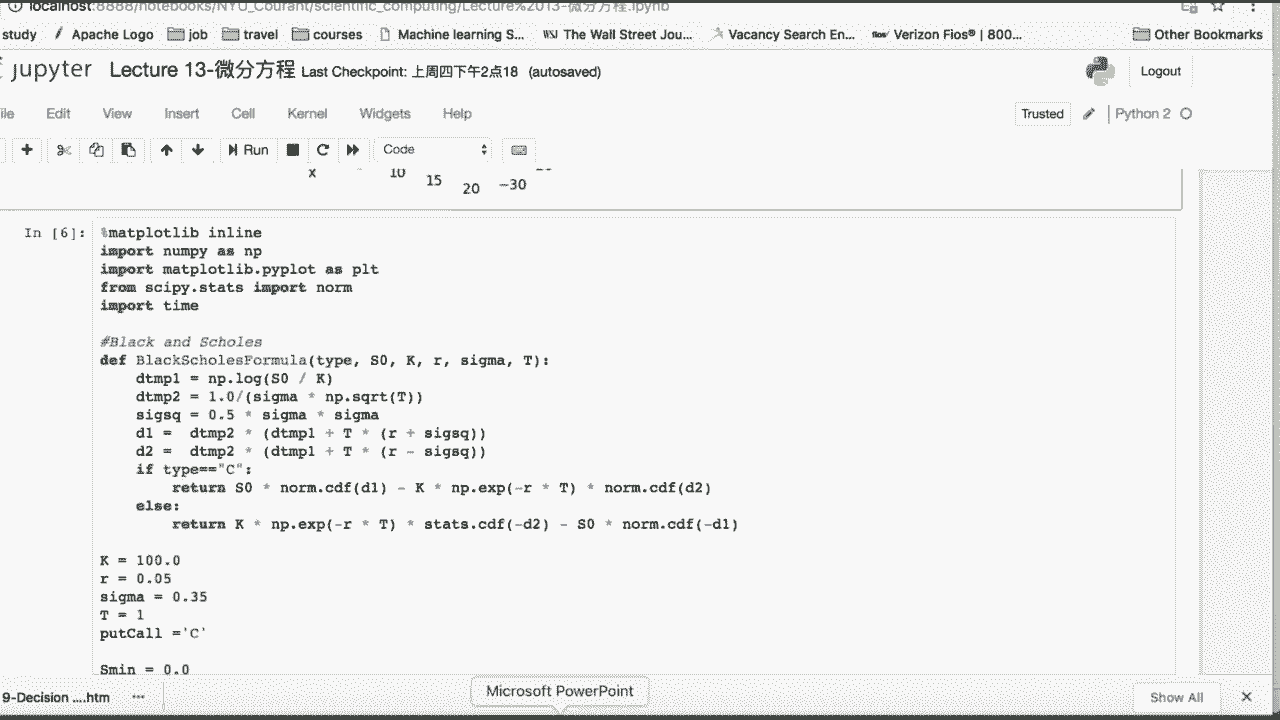 localhost:8888/notebooks/NYU_Courant/scientific_computing/Lecture%2013-微分方程.ipynb
study Apache Logo job travel courses Machine learning S... WSJ The Wall Street Jou... Vacancy Search En... Verizon Fios® | 800... Other Bookmarks
jupyter Lecture 13-微分方程 Last Checkpoint: 上周四下午2点18 (autosaved) Logout
ile Edit View Insert Cell Kernel Widgets Help Trusted Python 2
Run Code
x 10 15 20 −30
In [6]: %matplotlib inline
import numpy as np
import matplotlib.pyplot as plt
from scipy.stats import norm
import time
#Black and Scholes
def BlackScholesFormula(type, S0, K, r, sigma, T):
dtmp1 = np.log(S0 / K)
dtmp2 = 1.0/(sigma * np.sqrt(T))
sigsq = 0.5 * sigma * sigma
d1 =  dtmp2 * (dtmp1 + T * (r + sigsq))
d2 =  dtmp2 * (dtmp1 + T * (r - sigsq))
if type=="C":
return S0 * norm.cdf(d1) - K * np.exp(-r * T) * norm.cdf(d2)
else:
return K * np.exp(-r * T) * stats.cdf(-d2) - S0 * norm.cdf(-d1)
K = 100.0
r = 0.05
sigma = 0.35
T = 1
putCall ='C'
Smin = 0.0
9-Decision ....htm Microsoft PowerPoint Show All